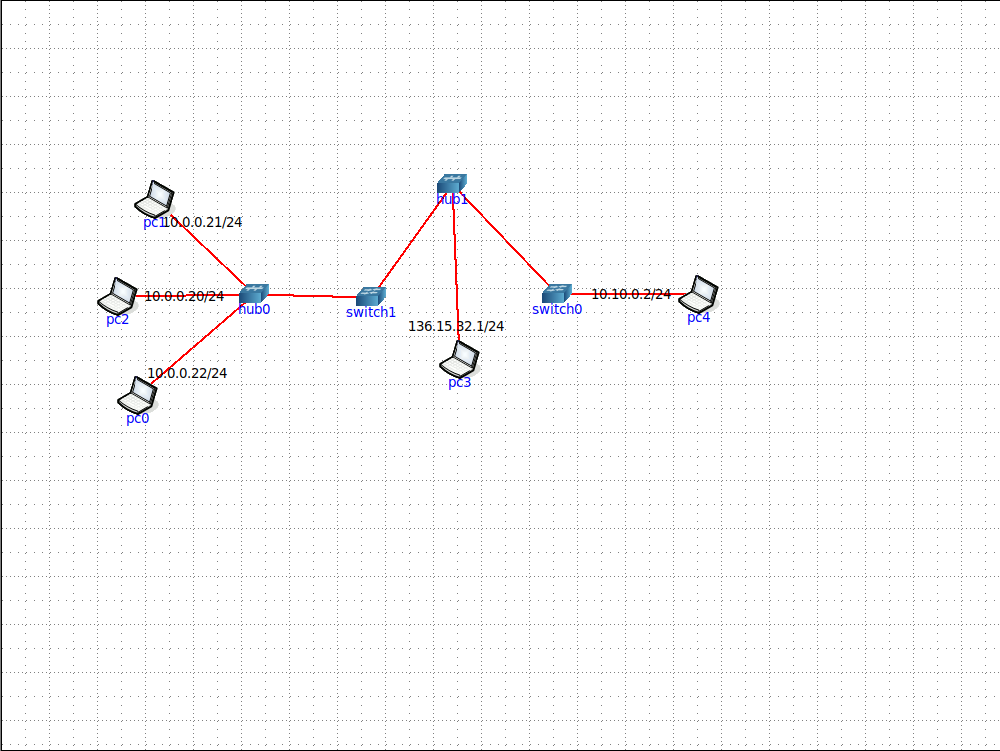 hub1
pc1
10.0.0.21/24
10.0.0.20/24
pc2
hub0
switch1
switch0
10.10.0.2/24
pc4
136.15.32.1/24
pc3
10.0.0.22/24
pc0